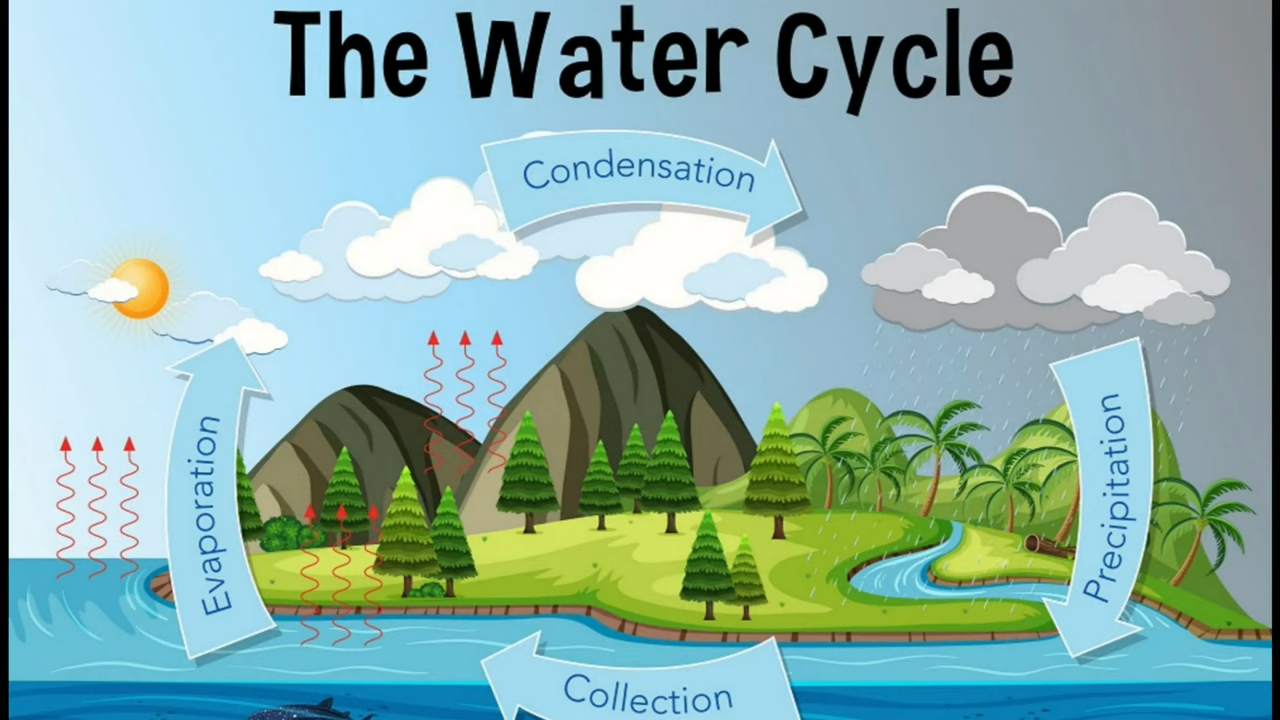 The Water Cycle
Condensation
Evaporation
Precipitation
Collection